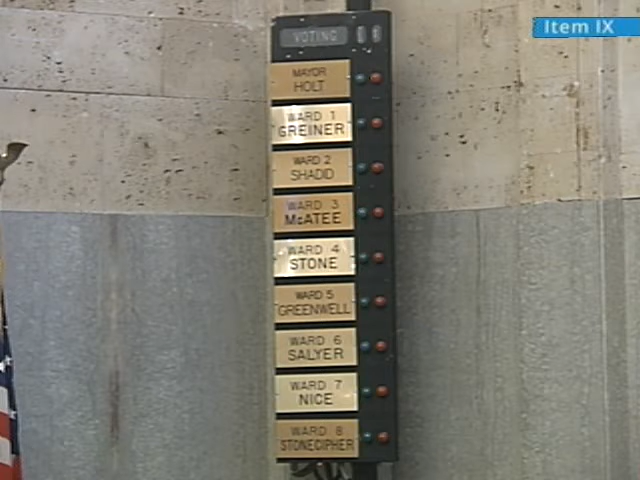 Item IX
VOTING
MAYOR
HOLT
WARD 1
GREINER
WARD 2
SHADID
WARD 3
McATEE
WARD 4
STONE
WARD 5
GREENWELL
WARD 6
SALYER
WARD 7
NICE
WARD 8
STONECIPHER